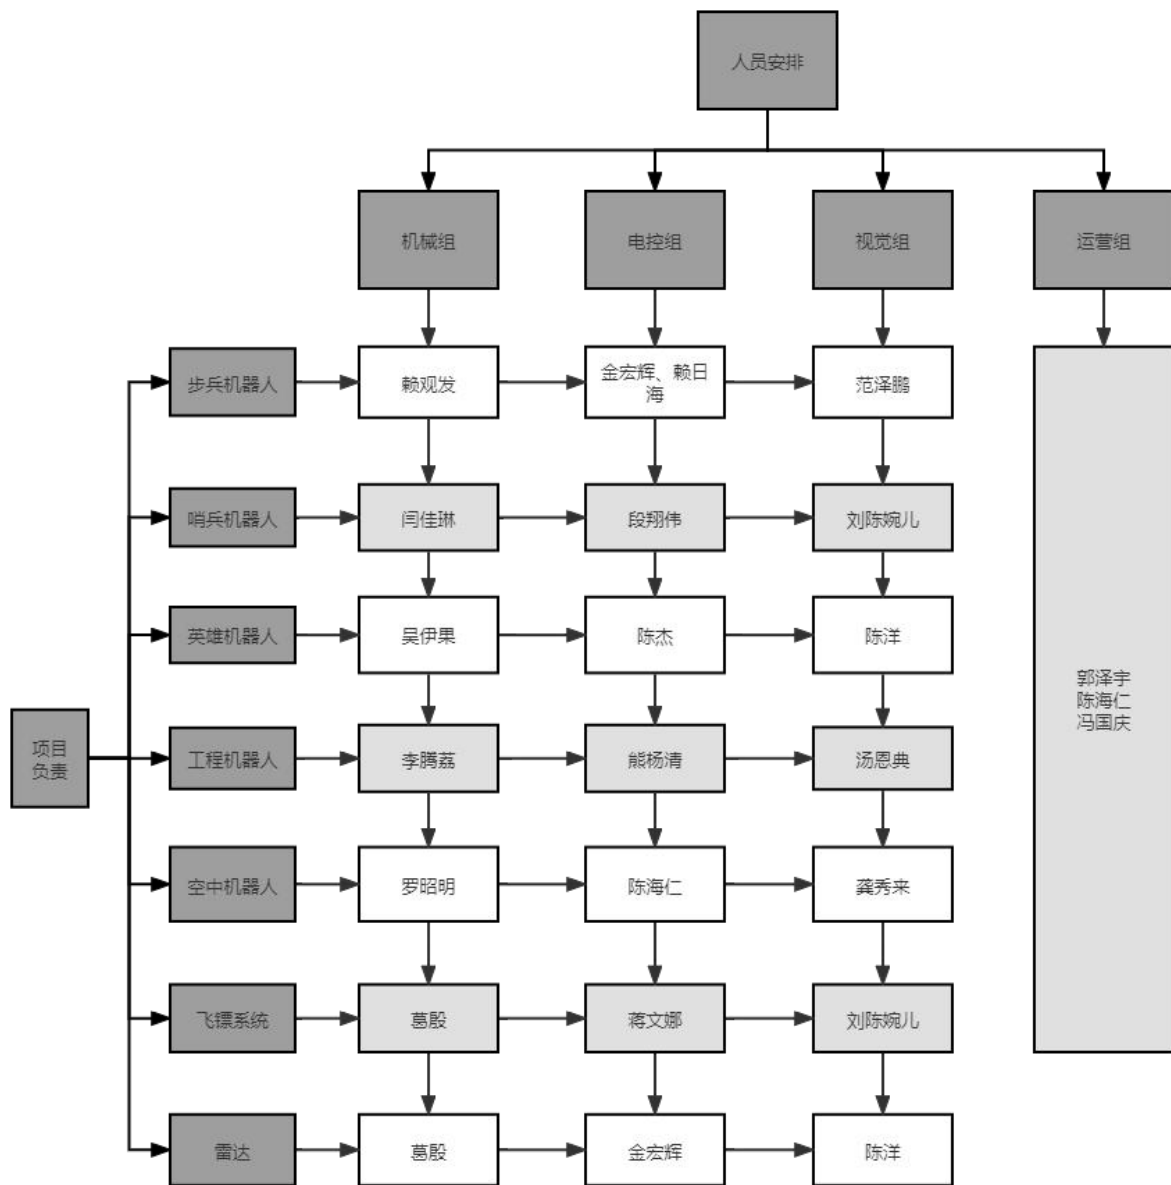 人员安排
机械组
电控组
视觉组
运营组
步兵机器人
赖观发
金宏辉、赖日
海
范泽鹏
哨兵机器人
闫佳琳
段翔伟
刘陈婉儿
英雄机器人
吴伊果
陈杰
陈洋
郭泽宇
陈海仁
冯国庆
项目
负责
工程机器人
李腾荔
熊杨清
汤恩典
空中机器人
罗昭明
陈海仁
龚秀来
飞镖系统
葛殷
蒋文娜
刘陈婉儿
雷达
葛殷
金宏辉
陈洋